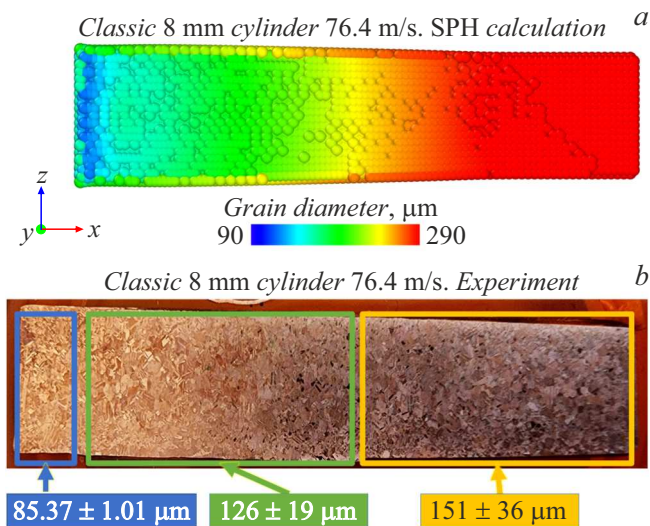 a
Classic 8 mm cylinder 76.4 m/s. SPH calculation
z
y x
Grain diameter, μm
90 290
b
Classic 8 mm cylinder 76.4 m/s. Experiment
85.37 ± 1.01 μm 126 ± 19 μm 151 ± 36 μm